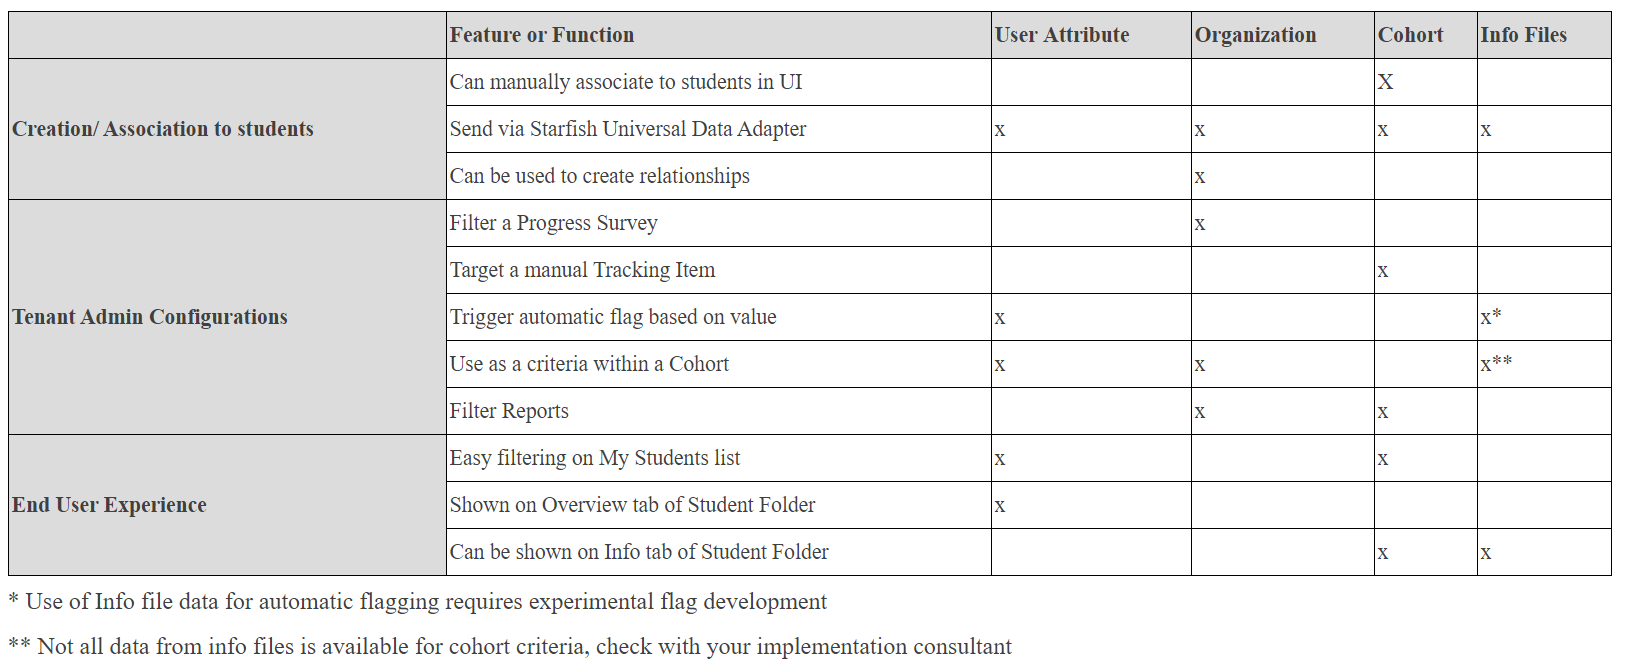 Feature or Function User Attribute Organization Cohort Info Files
Can manually associate to students in UI X
Creation/ Association to students Send via Starfish Universal Data Adapter x x x x
Can be used to create relationships x
Filter a Progress Survey x
Target a manual Tracking Item x
Tenant Admin Configurations Trigger automatic flag based on value x x*
Use as a criteria within a Cohort x x x**
Filter Reports x x
Easy filtering on My Students list x x
End User Experience Shown on Overview tab of Student Folder x
Can be shown on Info tab of Student Folder x x
* Use of Info file data for automatic flagging requires experimental flag development
** Not all data from info files is available for cohort criteria, check with your implementation consultant